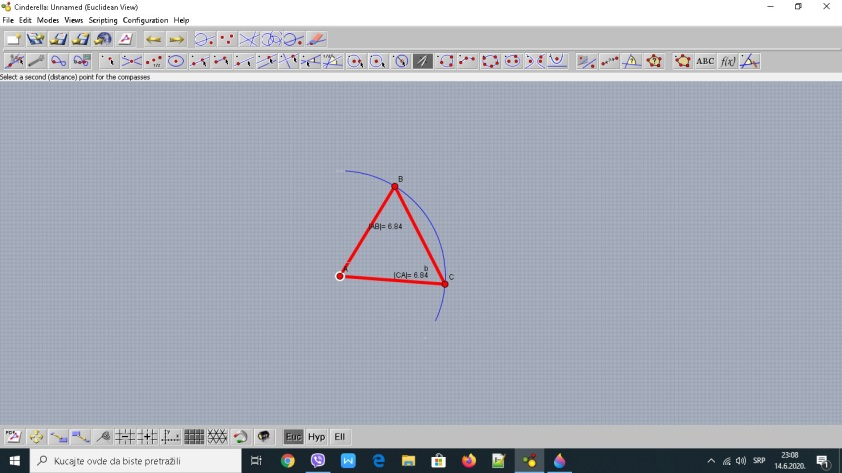 Cinderella: Unnamed (Euclidean View)
File Edit Modes Views Scripting Configuration Help
ABC f(x)
Select a second (distance) point for the compasses
B
|AB|= 6.84
A
b
|CA|= 6.84
C
PDF Euc Hyp Ell
Kucajte ovde da biste pretražili
SRP
23:08
14.6.2020.
1